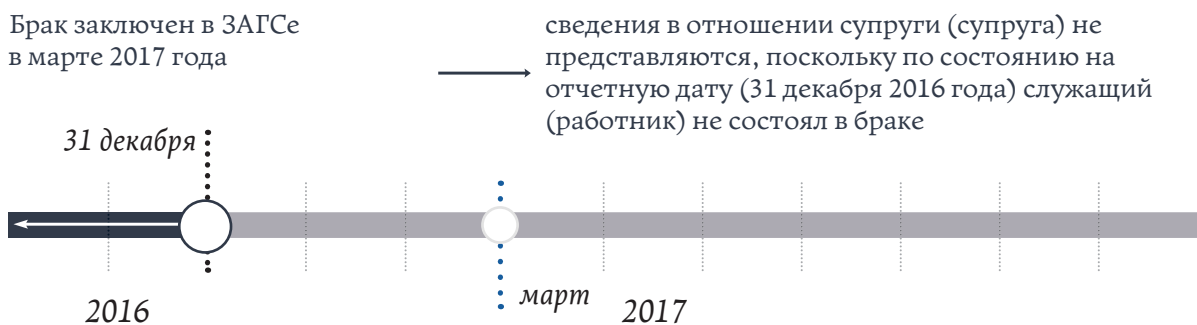 Брак заключен в ЗАГСе
в марте 2017 года
сведения в отношении супруги (супруга) не
представляются, поскольку по состоянию на
отчетную дату (31 декабря 2016 года) служащий
(работник) не состоял в браке
31 декабря
март
2016
2017